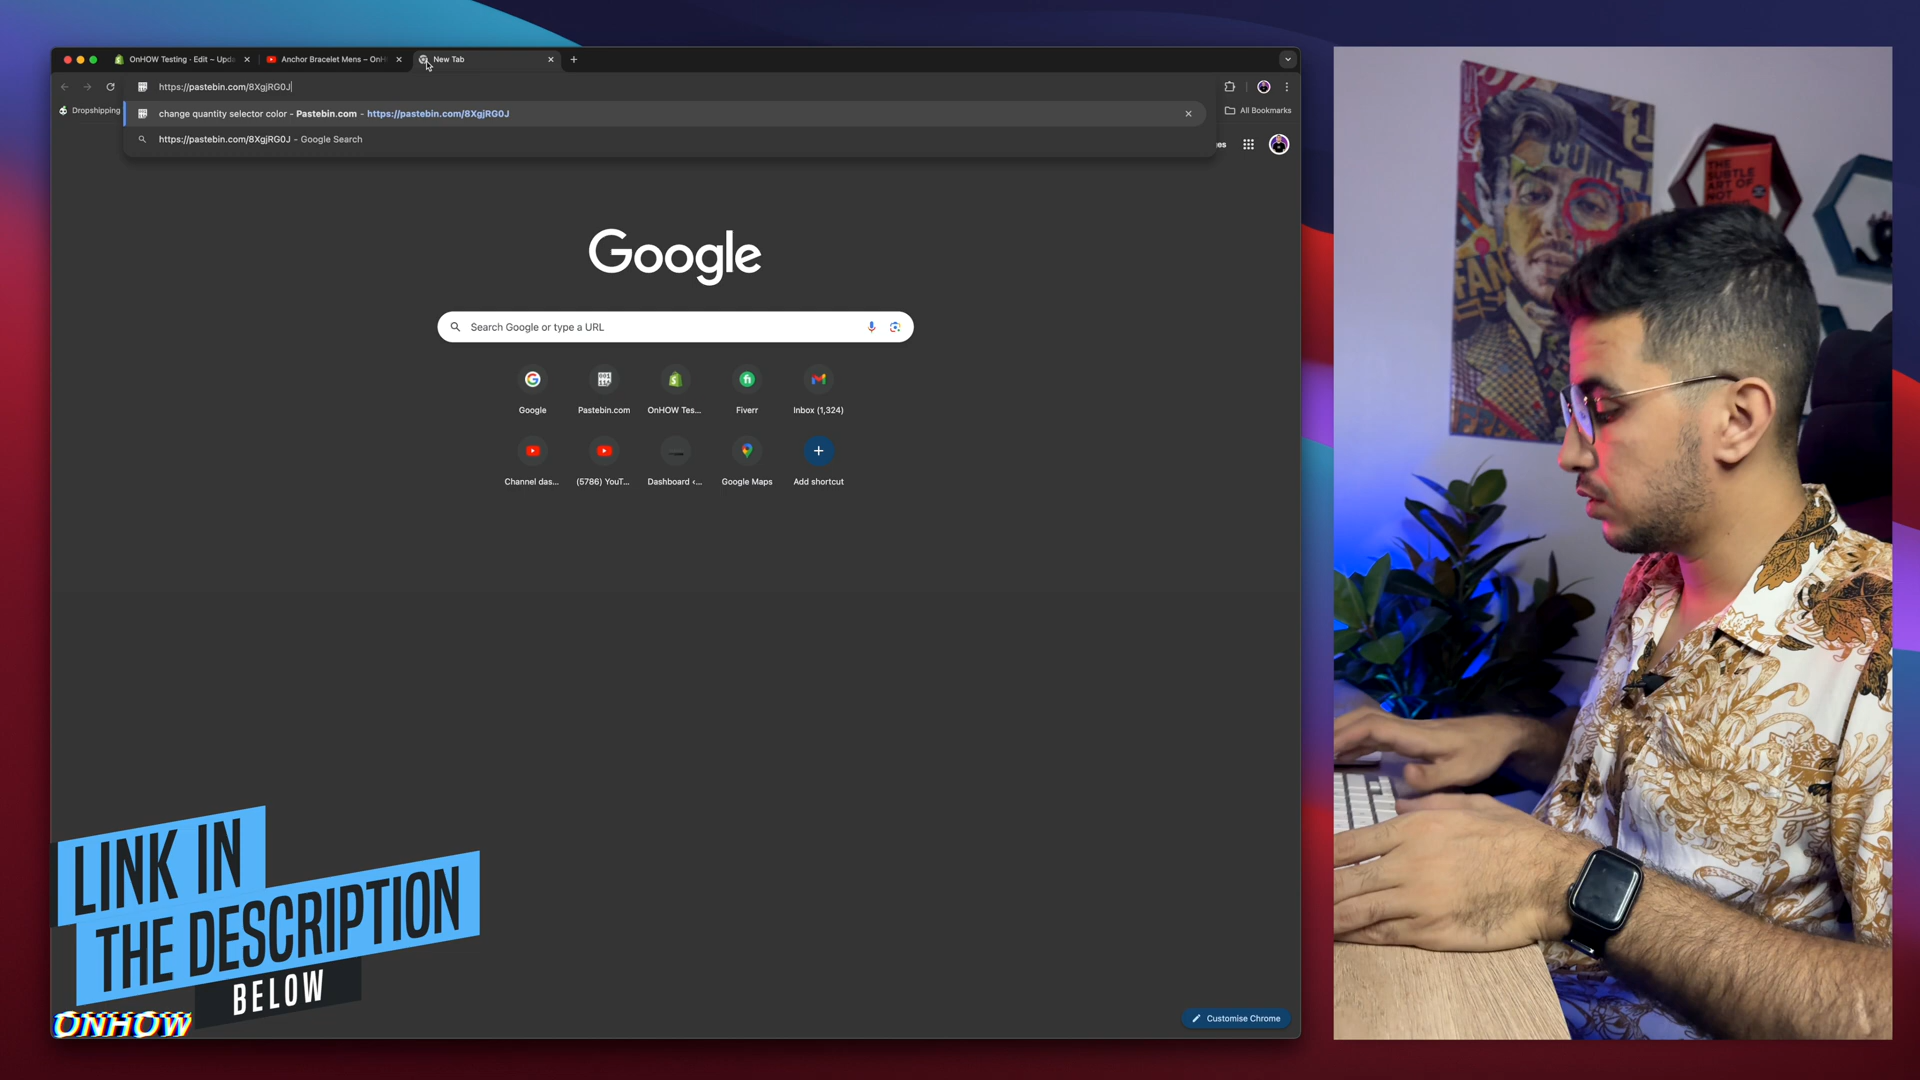 OnHOW Testing · Edit ~ Upda
Anchor Bracelet Mens – OnH
New Tab
https://pastebin.com/8XgjRG0J
Dropshipping
All Bookmarks
change quantity selector color - Pastebin.com - https://pastebin.com/8XgjRG0J
https://pastebin.com/8XgjRG0J - Google Search
es
Google
Search Google or type a URL
Google
Pastebin.com
OnHOW Tes...
Fiverr
Inbox (1,324)
Channel das...
(5786) YouT...
Dashboard ‹...
Google Maps
Add shortcut
Customise Chrome
LINK IN
THE DESCRIPTION
BELOW
ONHOW
THE
SUBTLE
ART OF
NOT
FAN